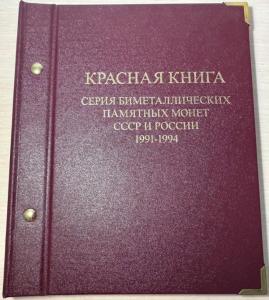 КРАСНАЯ КНИГА
СЕРИЯ БИМЕТАЛЛИЧЕСКИХ
ПАМЯТНЫХ МОНЕТ
СССР И РОССИИ
1991-1994